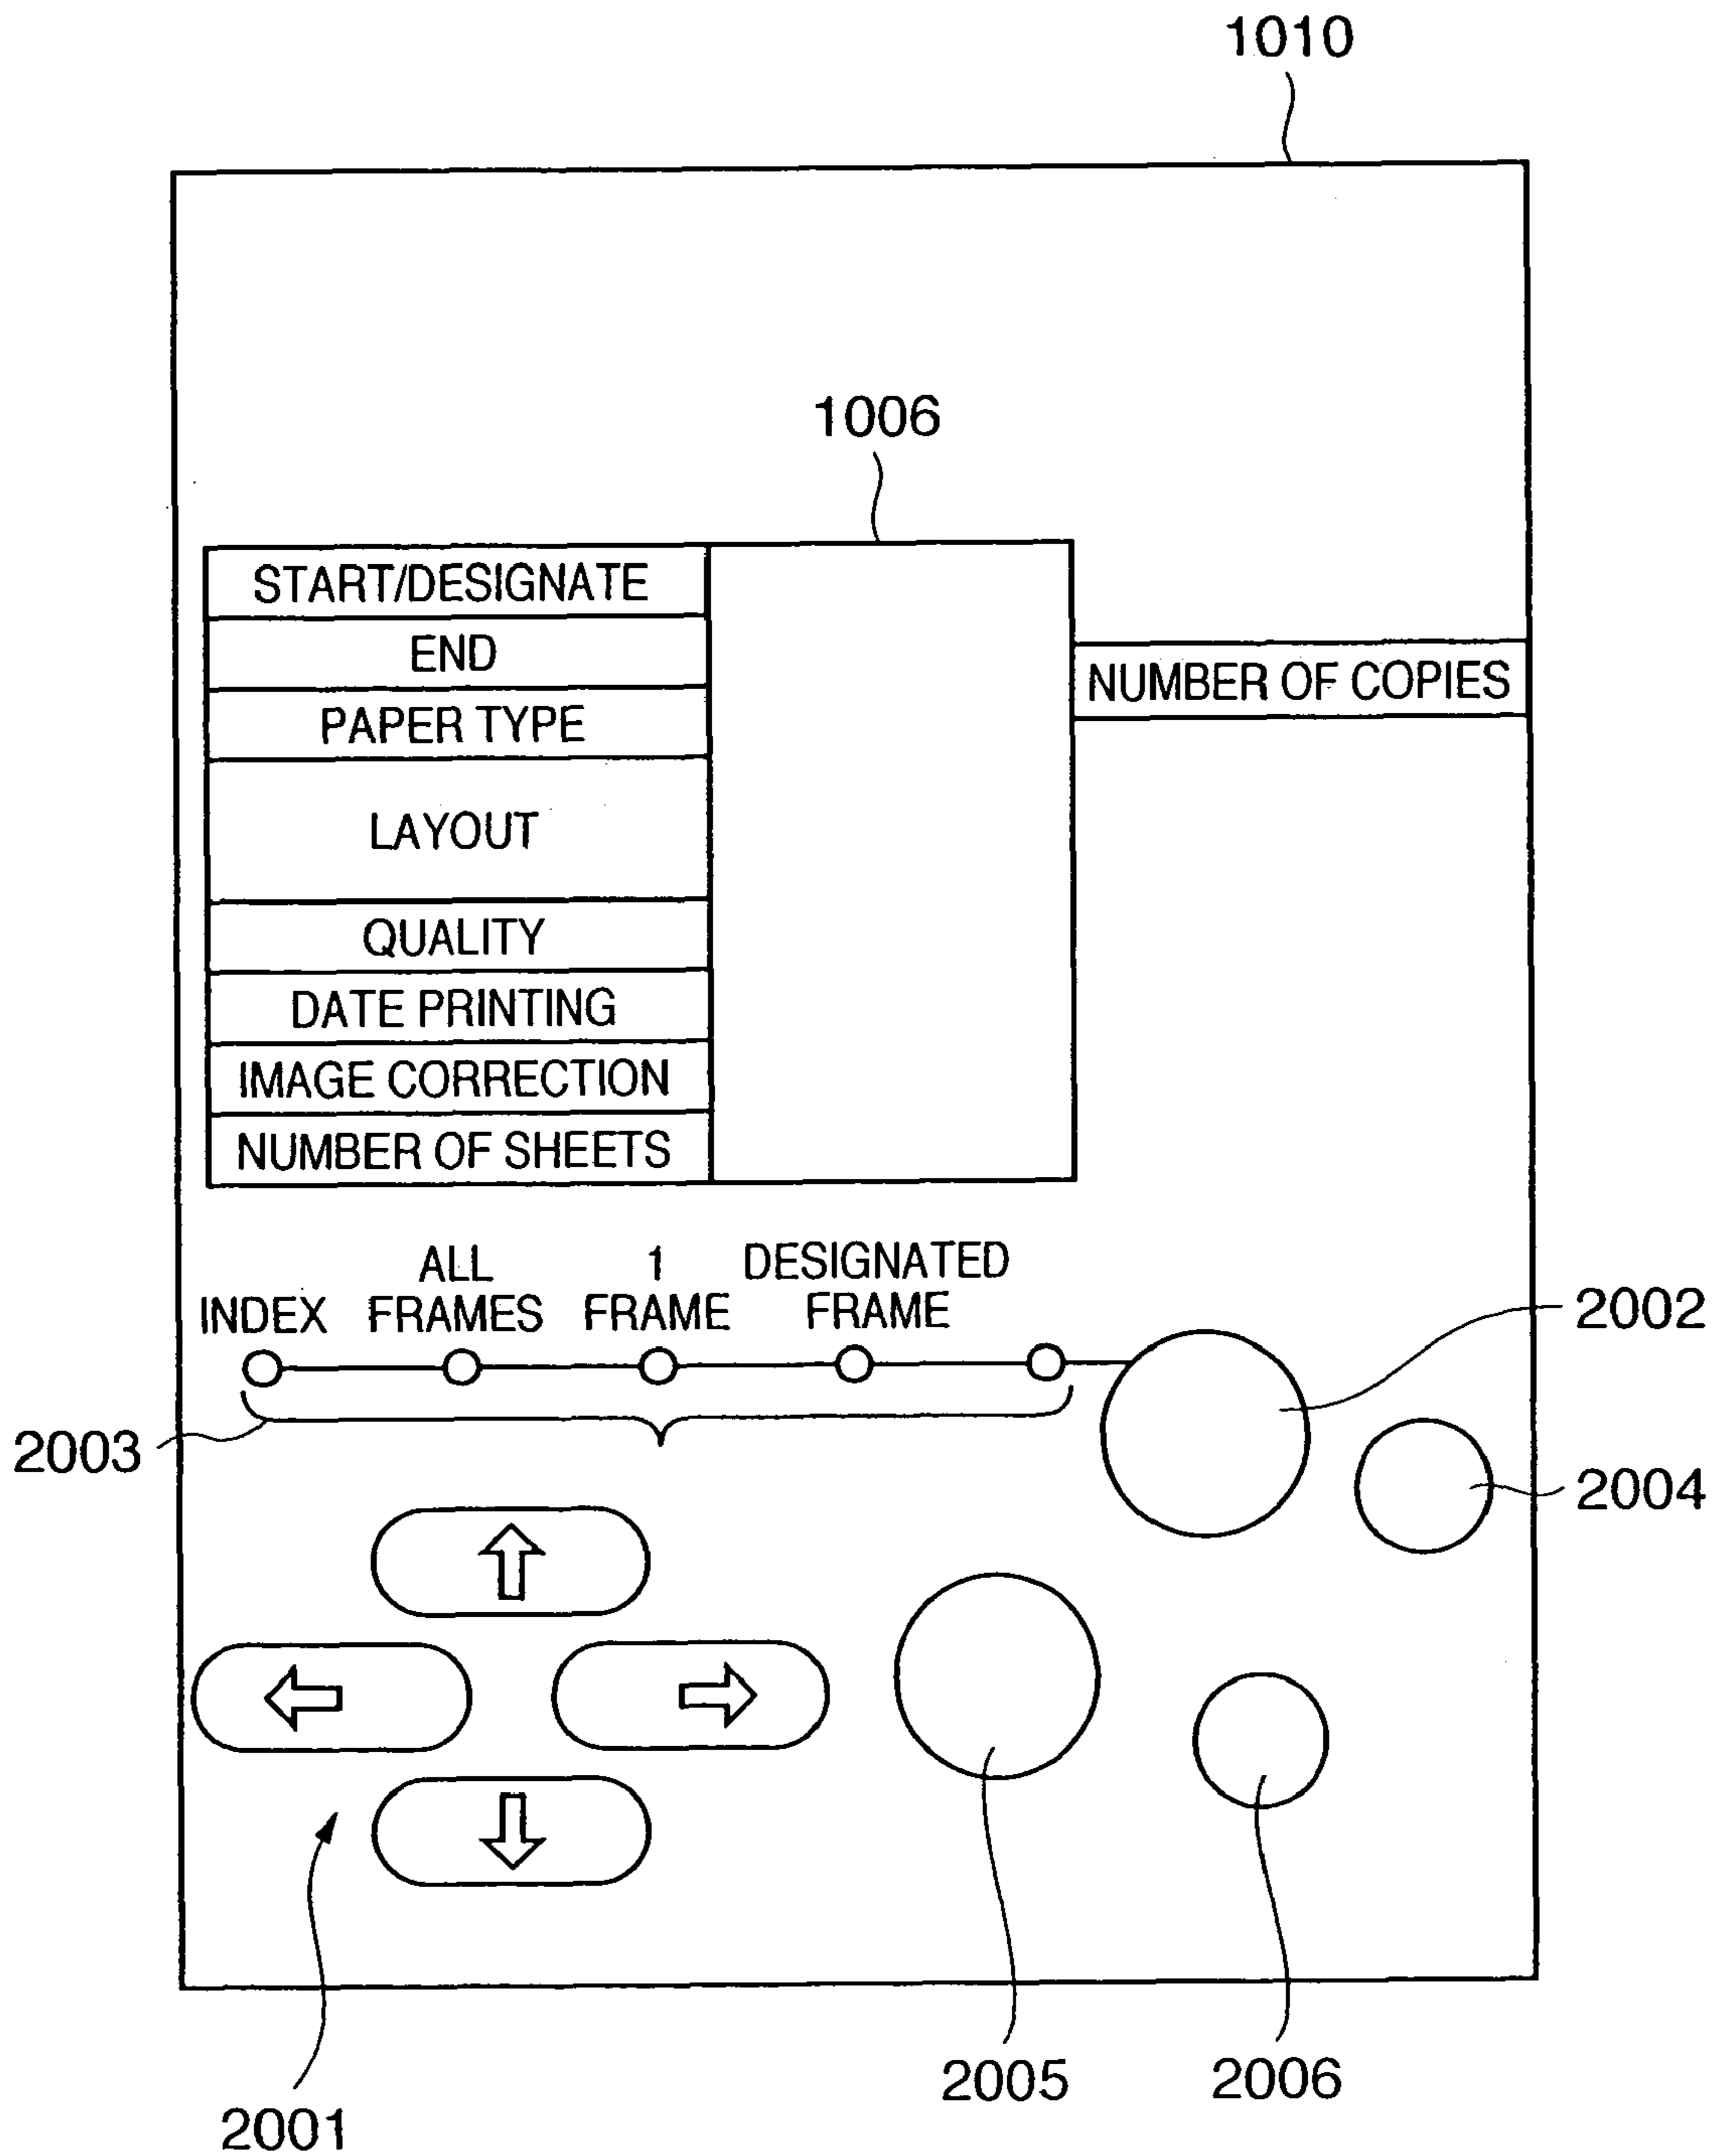 1010
1006
START/DESIGNATE
END
NUMBER OF COPIES
PAPER TYPE
LAYOUT
QUALITY
DATE PRINTING
IMAGE CORRECTION
NUMBER OF SHEETS
ALL
1
DESIGNATED
INDEX
FRAMES
FRAME
FRAME
2002
2003
2004
2005
2006
2001